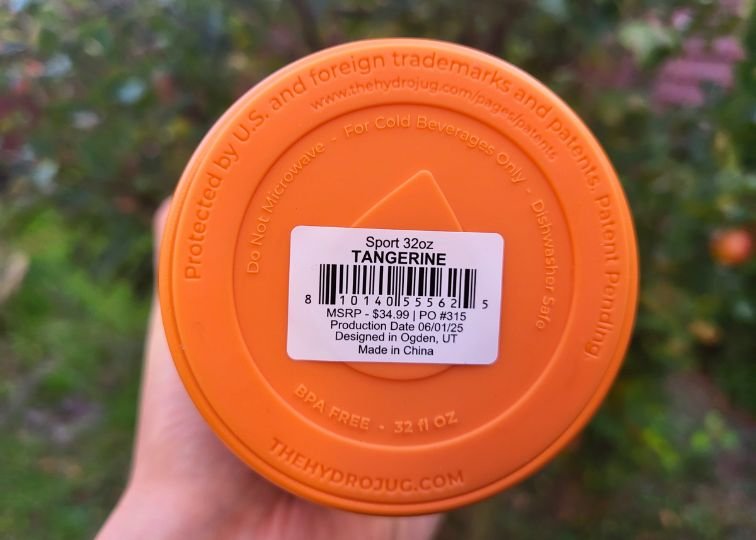 Protected by U.S. and foreign trademarks and patents, Patent Pending.
www.thehydrojug.com/pages/patents
Do Not Microwave - For Cold Beverages Only - Dishwasher Safe
Sport 32oz
TANGERINE
8 10140 55562 5
MSRP - $34.99 | PO #315
Production Date 06/01/25
Designed in Ogden, UT
Made in China
BPA FREE • 32 fl OZ
THEHYDROJUG.COM